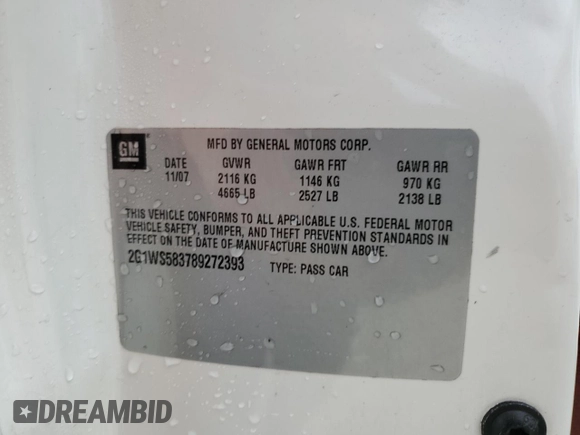 GM
MFD BY GENERAL MOTORS CORP.
DATE GVWR GAWR FRT GAWR RR
11/07 2116 KG 1146 KG 970 KG
4665 LB 2527 LB 2138 LB
THIS VEHICLE CONFORMS TO ALL APPLICABLE U.S. FEDERAL MOTOR
VEHICLE SAFETY, BUMPER, AND THEFT PREVENTION STANDARDS IN
EFFECT ON THE DATE OF MANUFACTURE SHOWN ABOVE.
2G1WS583789272393 TYPE: PASS CAR
DREAMBID